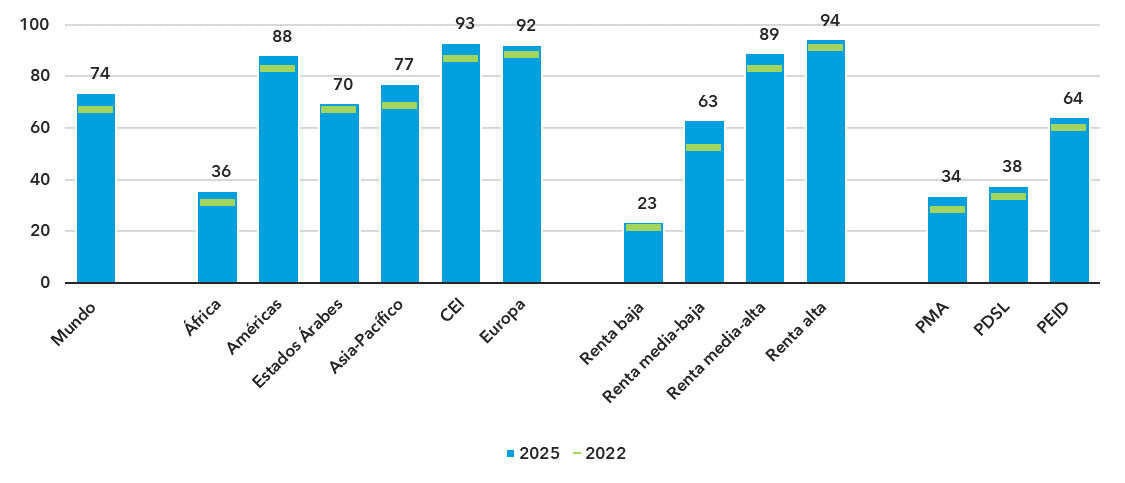 100
80
60
40
20
0
74
36
88
70
77
93
92
23
63
89
94
34
38
64
Mundo
África
Américas
Estados Árabes
Asia-Pacífico
CEI
Europa
Renta baja
Renta media-baja
Renta media-alta
Renta alta
PMA
PDSL
PEID
2025 2022